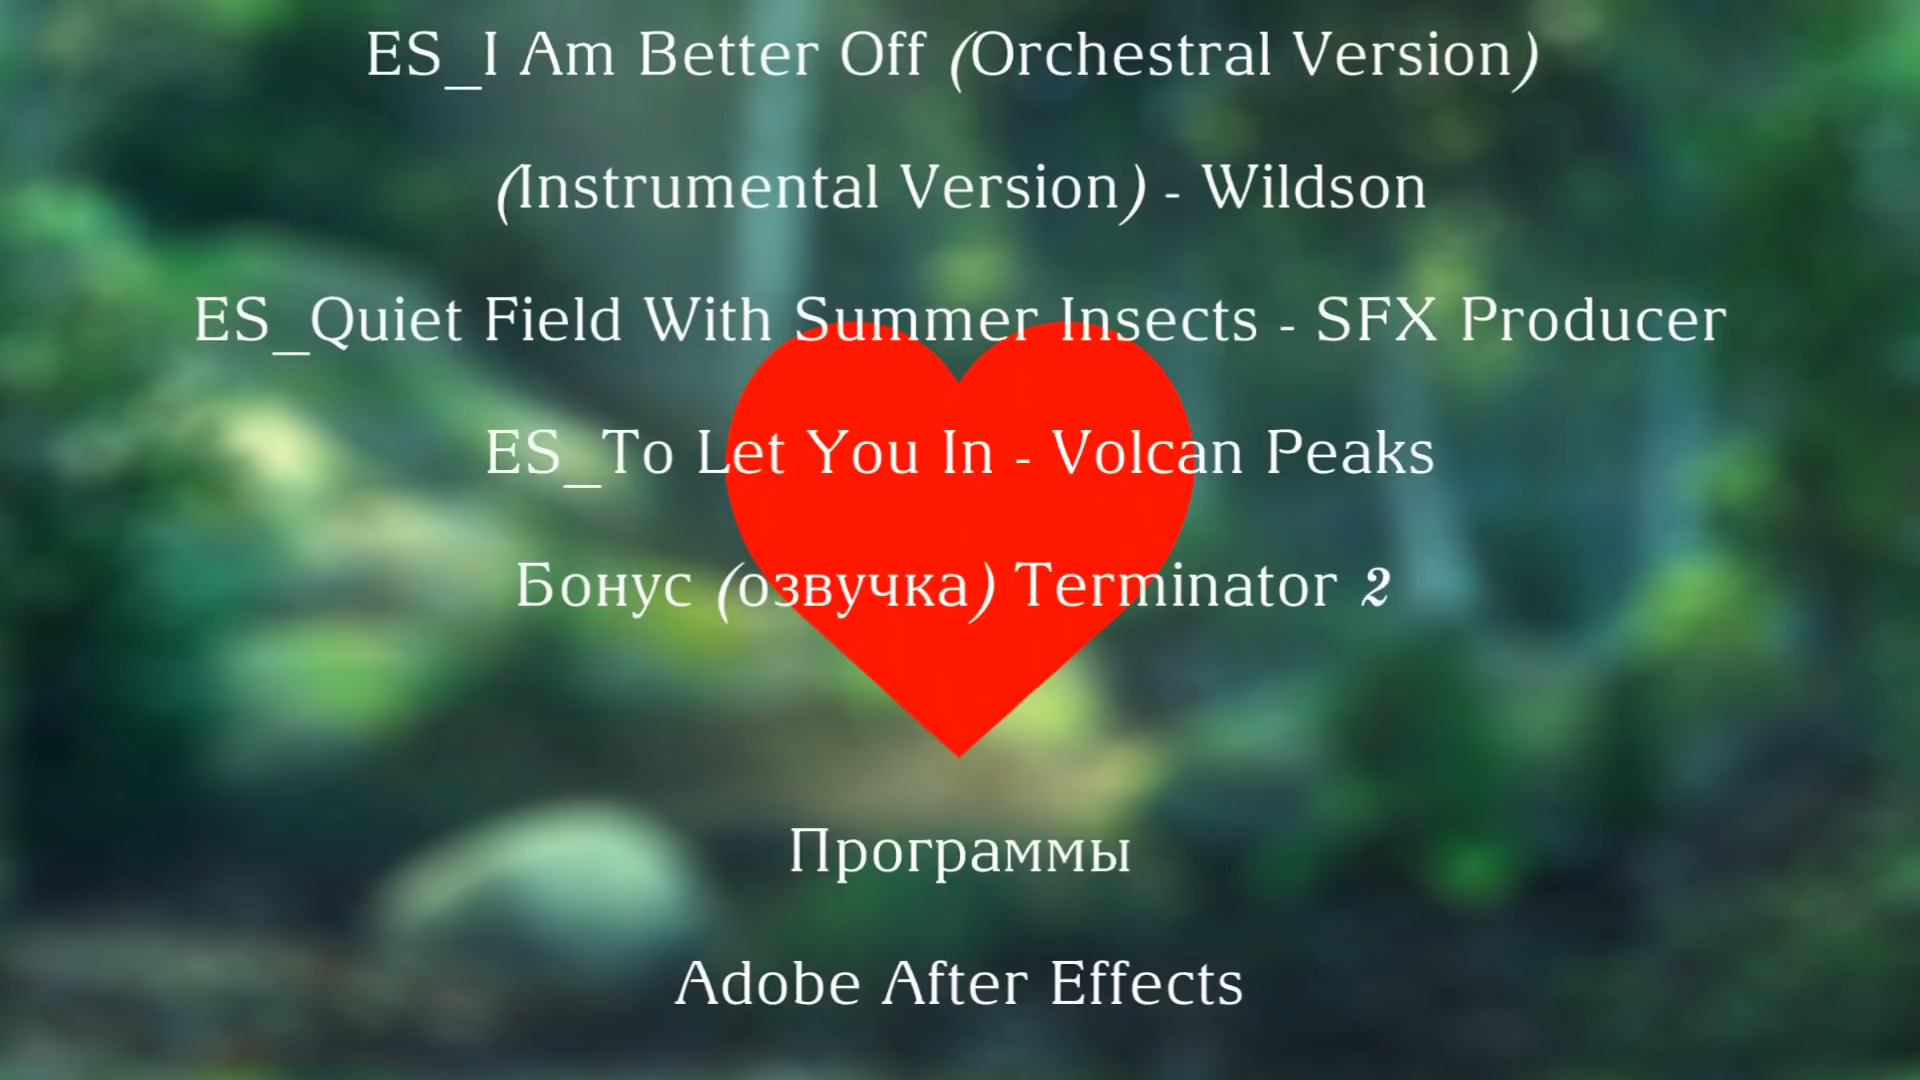 ES_I Am Better Off (Orchestral Version)
(Instrumental Version) - Wildson
ES_Quiet Field With Summer Insects - SFX Producer
ES_To Let You In - Volcan Peaks
Бонус (озвучка) Terminator 2
Программы
Adobe After Effects